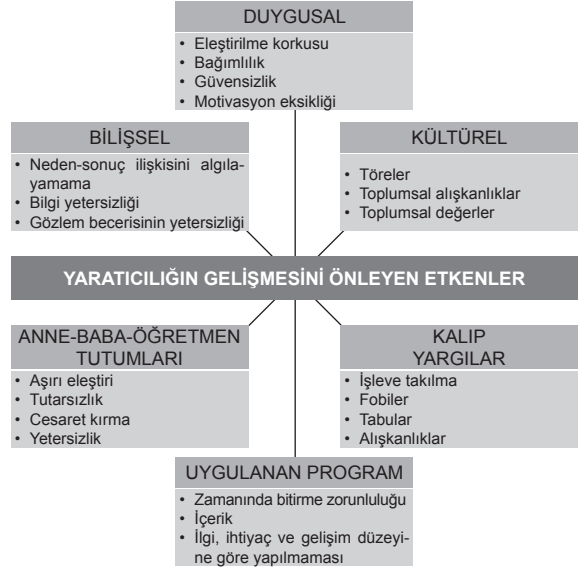 DUYGUSAL
• Eleştirilme korkusu
• Bağımlılık
• Güvensizlik
• Motivasyon eksikliği
BİLİŞSEL
• Neden-sonuç ilişkisini algıla-
yamama
• Bilgi yetersizliği
• Gözlem becerisinin yetersizliği
KÜLTÜREL
• Töreler
• Toplumsal alışkanlıklar
• Toplumsal değerler
YARATICILIĞIN GELİŞMESİNİ ÖNLEYEN ETKENLER
ANNE-BABA-ÖĞRETMEN
TUTUMLARI
• Aşırı eleştiri
• Tutarsızlık
• Cesaret kırma
• Yetersizlik
KALIP
YARGILAR
• İşleve takılma
• Fobiler
• Tabular
• Alışkanlıklar
UYGULANAN PROGRAM
• Zamanında bitirme zorunluluğu
• İçerik
• İlgi, ihtiyaç ve gelişim düzeyi-
ne göre yapılmaması